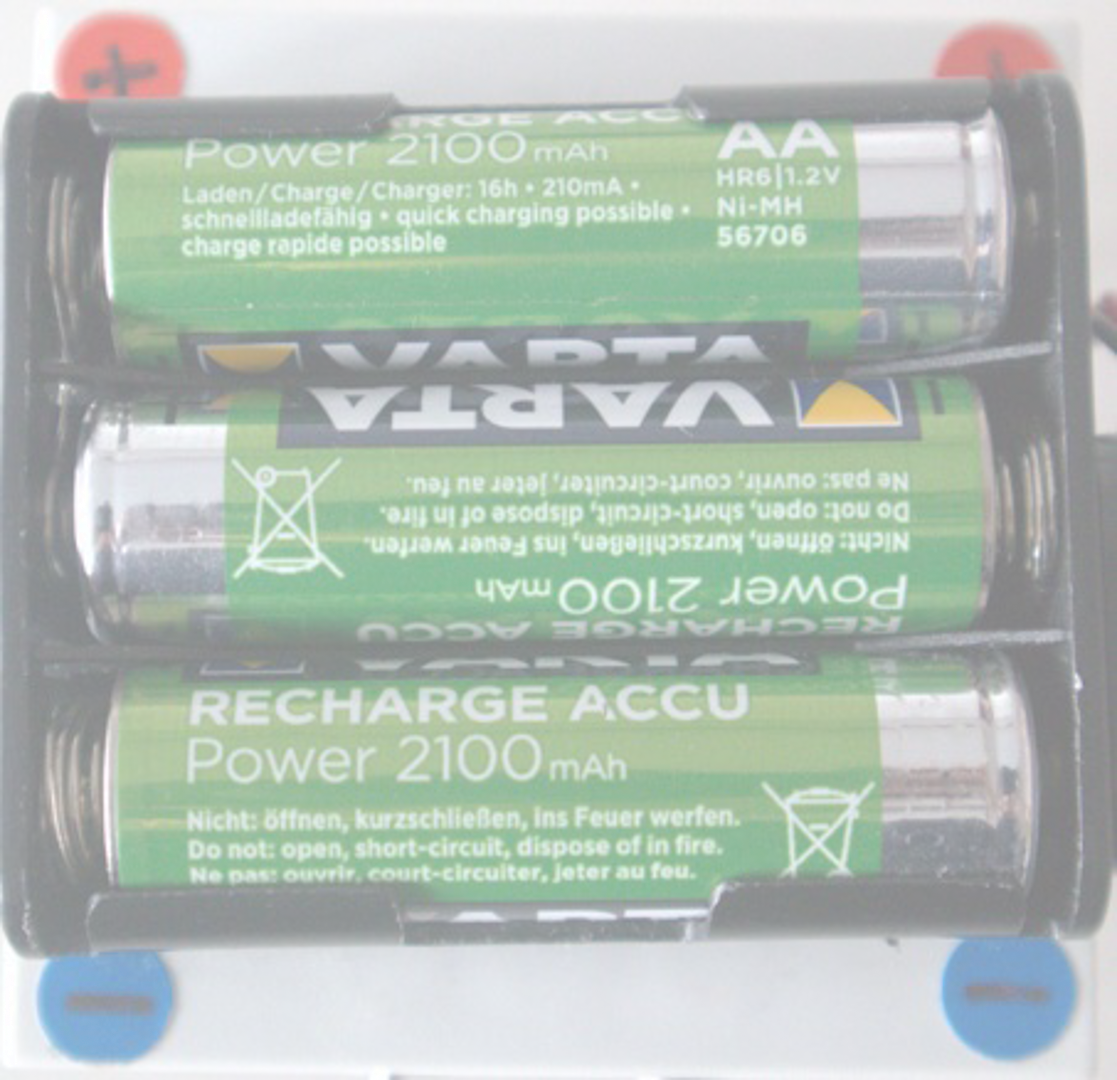 +
+
RGE ACC
Power 2100 mAh
Laden/Charge/Charger: 16h • 210mA •
schnellladefähig • quick charging possible •
charge rapide possible
AA
HR6|1.2V
Ni-MH
56706
VARTA
VARTA
Ne pas: ouvrir, court-circuiter, jeter au feu.
Do not: open, short-circuit, dispose of in fire.
Nicht: öffnen, kurzschließen, ins Feuer werfen.
Power 2100 mAh
RECHARGE ACCU
RECHARGE ACCU
Power 2100 mAh
Nicht: öffnen, kurzschließen, ins Feuer werfen.
Do not: open, short-circuit, dispose of in fire.
Ne pas: ouvrir, court-circuiter, jeter au feu.
ART
-
-